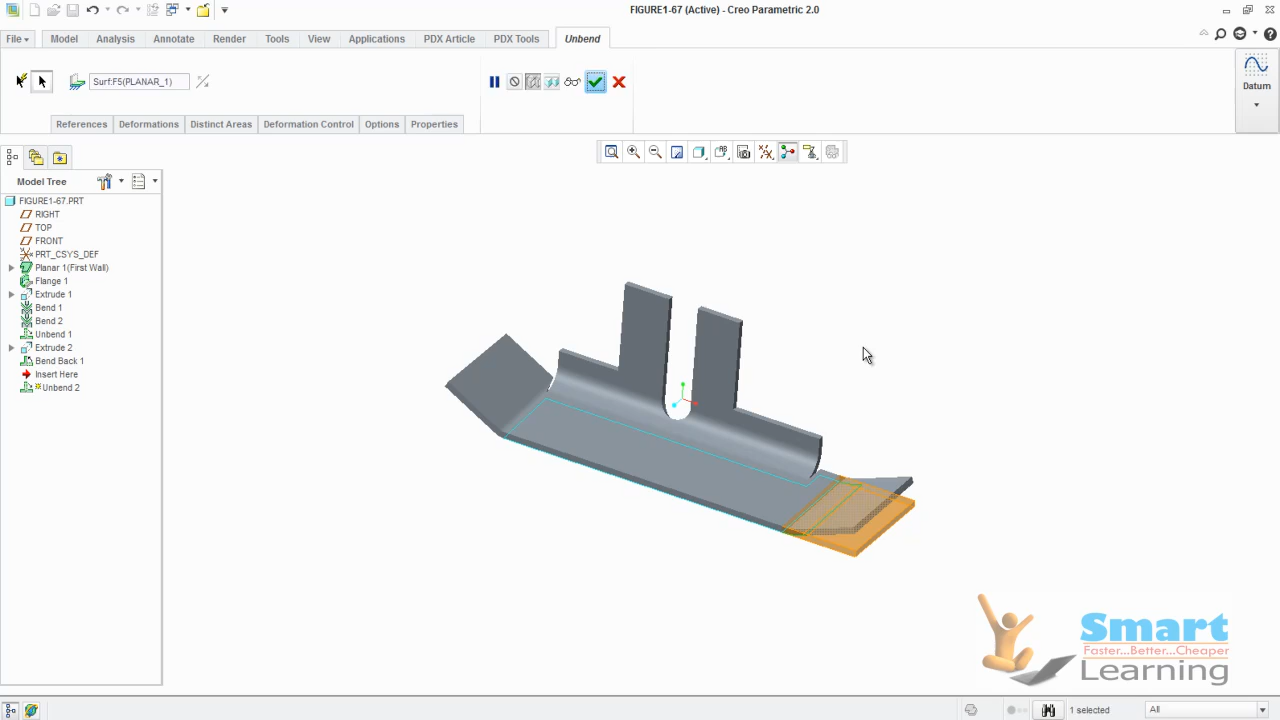 FIGURE1-67 (Active) - Creo Parametric 2.0
File Model Analysis Annotate Render Tools View Applications PDX Article PDX Tools Unbend
Surf:F5(PLANAR_1)
Datum
References Deformations Distinct Areas Deformation Control Options Properties
Model Tree
FIGURE1-67.PRT
RIGHT
TOP
FRONT
PRT_CSYS_DEF
Planar 1(First Wall)
Flange 1
Extrude 1
Bend 1
Bend 2
Unbend 1
Extrude 2
Bend Back 1
Insert Here
Unbend 2
Smart
Faster...Better...Cheaper
Learning
1 selected
All